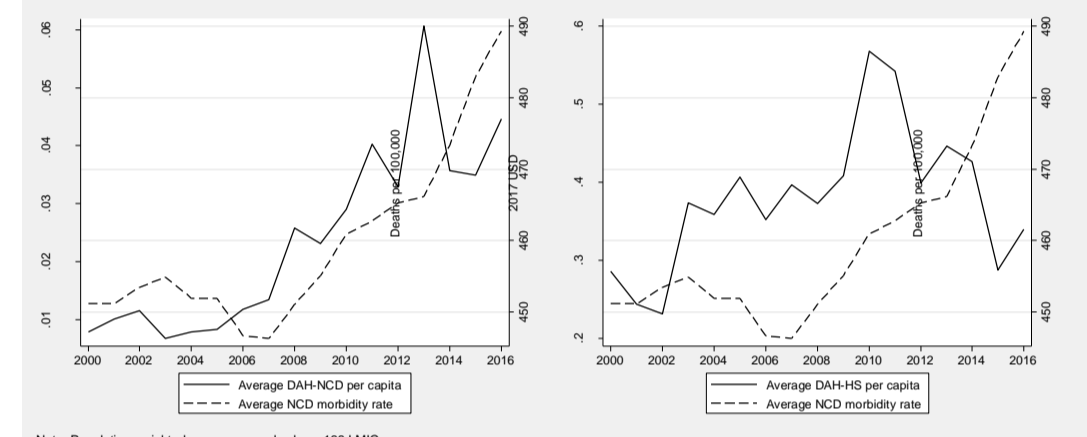 .06
.05
.04
.03
.02
.01
490
480
470
460
450
Deaths per 100,000
2017 USD
2000 2002 2004 2006 2008 2010 2012 2014 2016
Average DAH-NCD per capita
Average NCD morbidity rate
.6
.5
.4
.3
.2
490
480
470
460
450
Deaths per 100,000
2000 2002 2004 2006 2008 2010 2012 2014 2016
Average DAH-HS per capita
Average NCD morbidity rate